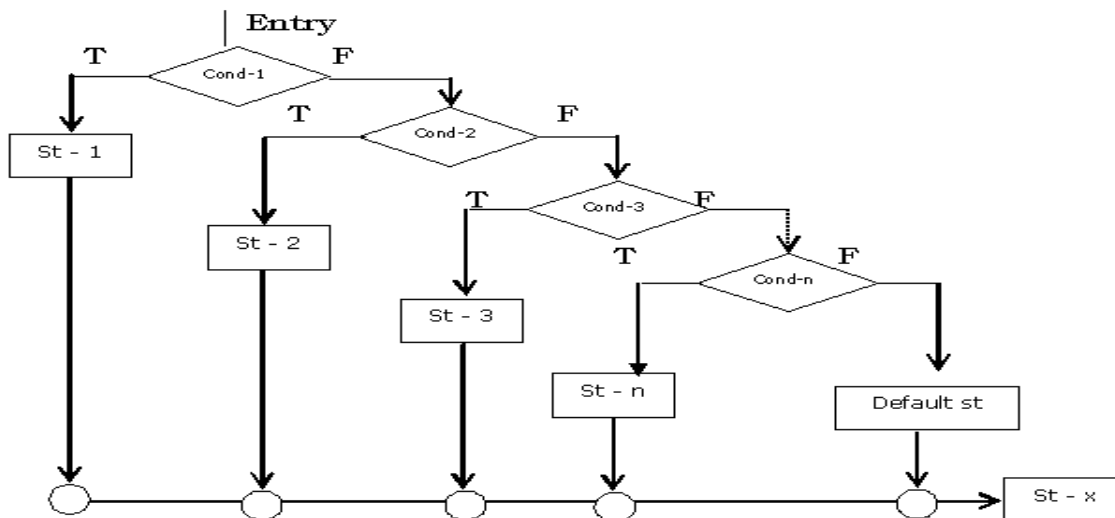 Entry
T
Cond-1
F
T
Cond-2
F
St - 1
T
Cond-3
F
St - 2
T
Cond-n
F
St - 3
St - n
Default st
St - x